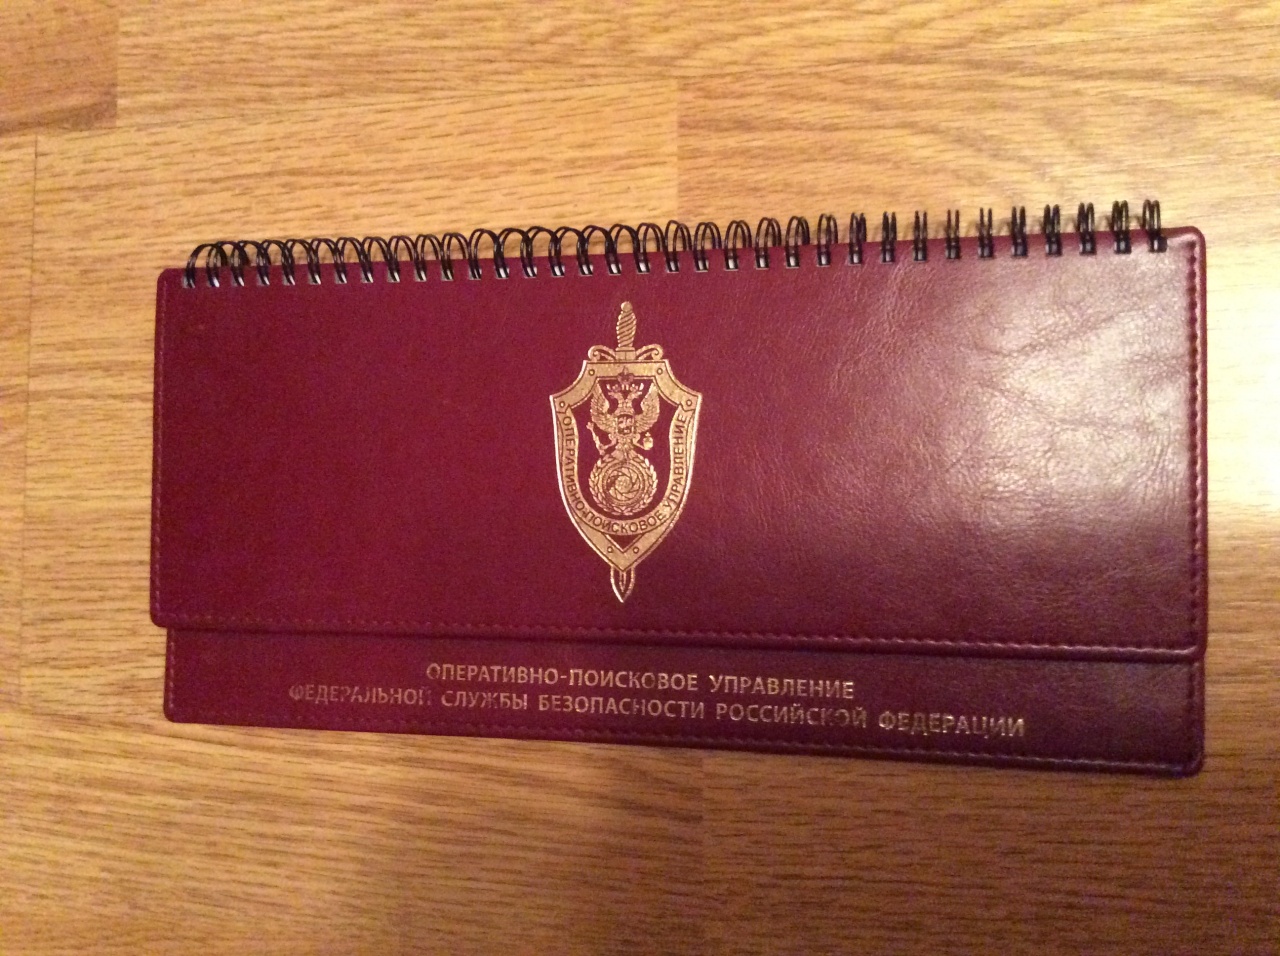 ОПЕРАТИВНО-ПОИСКОВОЕ УПРАВЛЕНИЕ
ОПЕРАТИВНО-ПОИСКОВОЕ УПРАВЛЕНИЕ
ФЕДЕРАЛЬНОЙ СЛУЖБЫ БЕЗОПАСНОСТИ РОССИЙСКОЙ ФЕДЕРАЦИИ